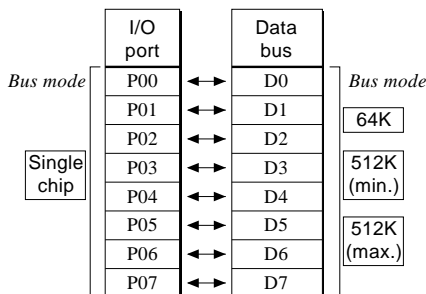 I/O port
Data bus
Bus mode
P00
D0
Bus mode
P01
D1
64K
P02
D2
Single chip
P03
D3
512K (min.)
P04
D4
P05
D5
512K (max.)
P06
D6
P07
D7